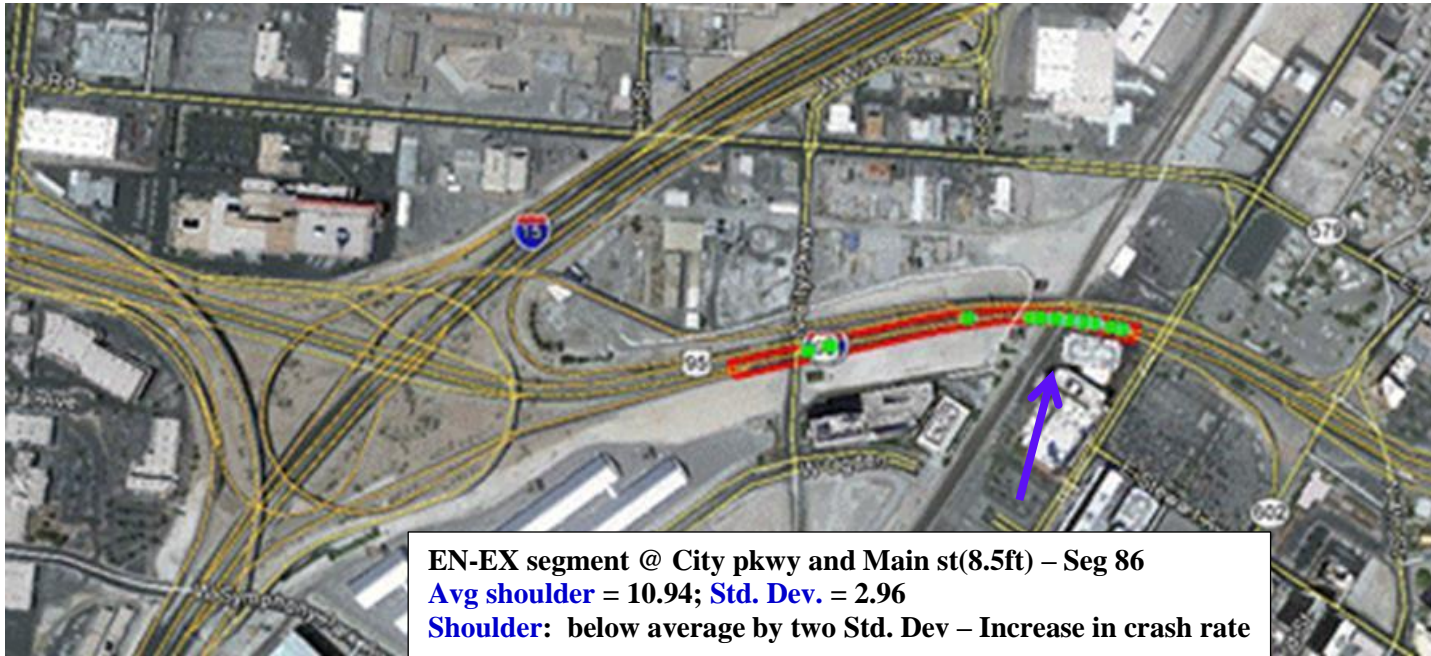 15
579
95
602
EN-EX segment @ City pkwy and Main st(8.5ft) – Seg 86
Avg shoulder = 10.94; Std. Dev. = 2.96
Shoulder: below average by two Std. Dev – Increase in crash rate